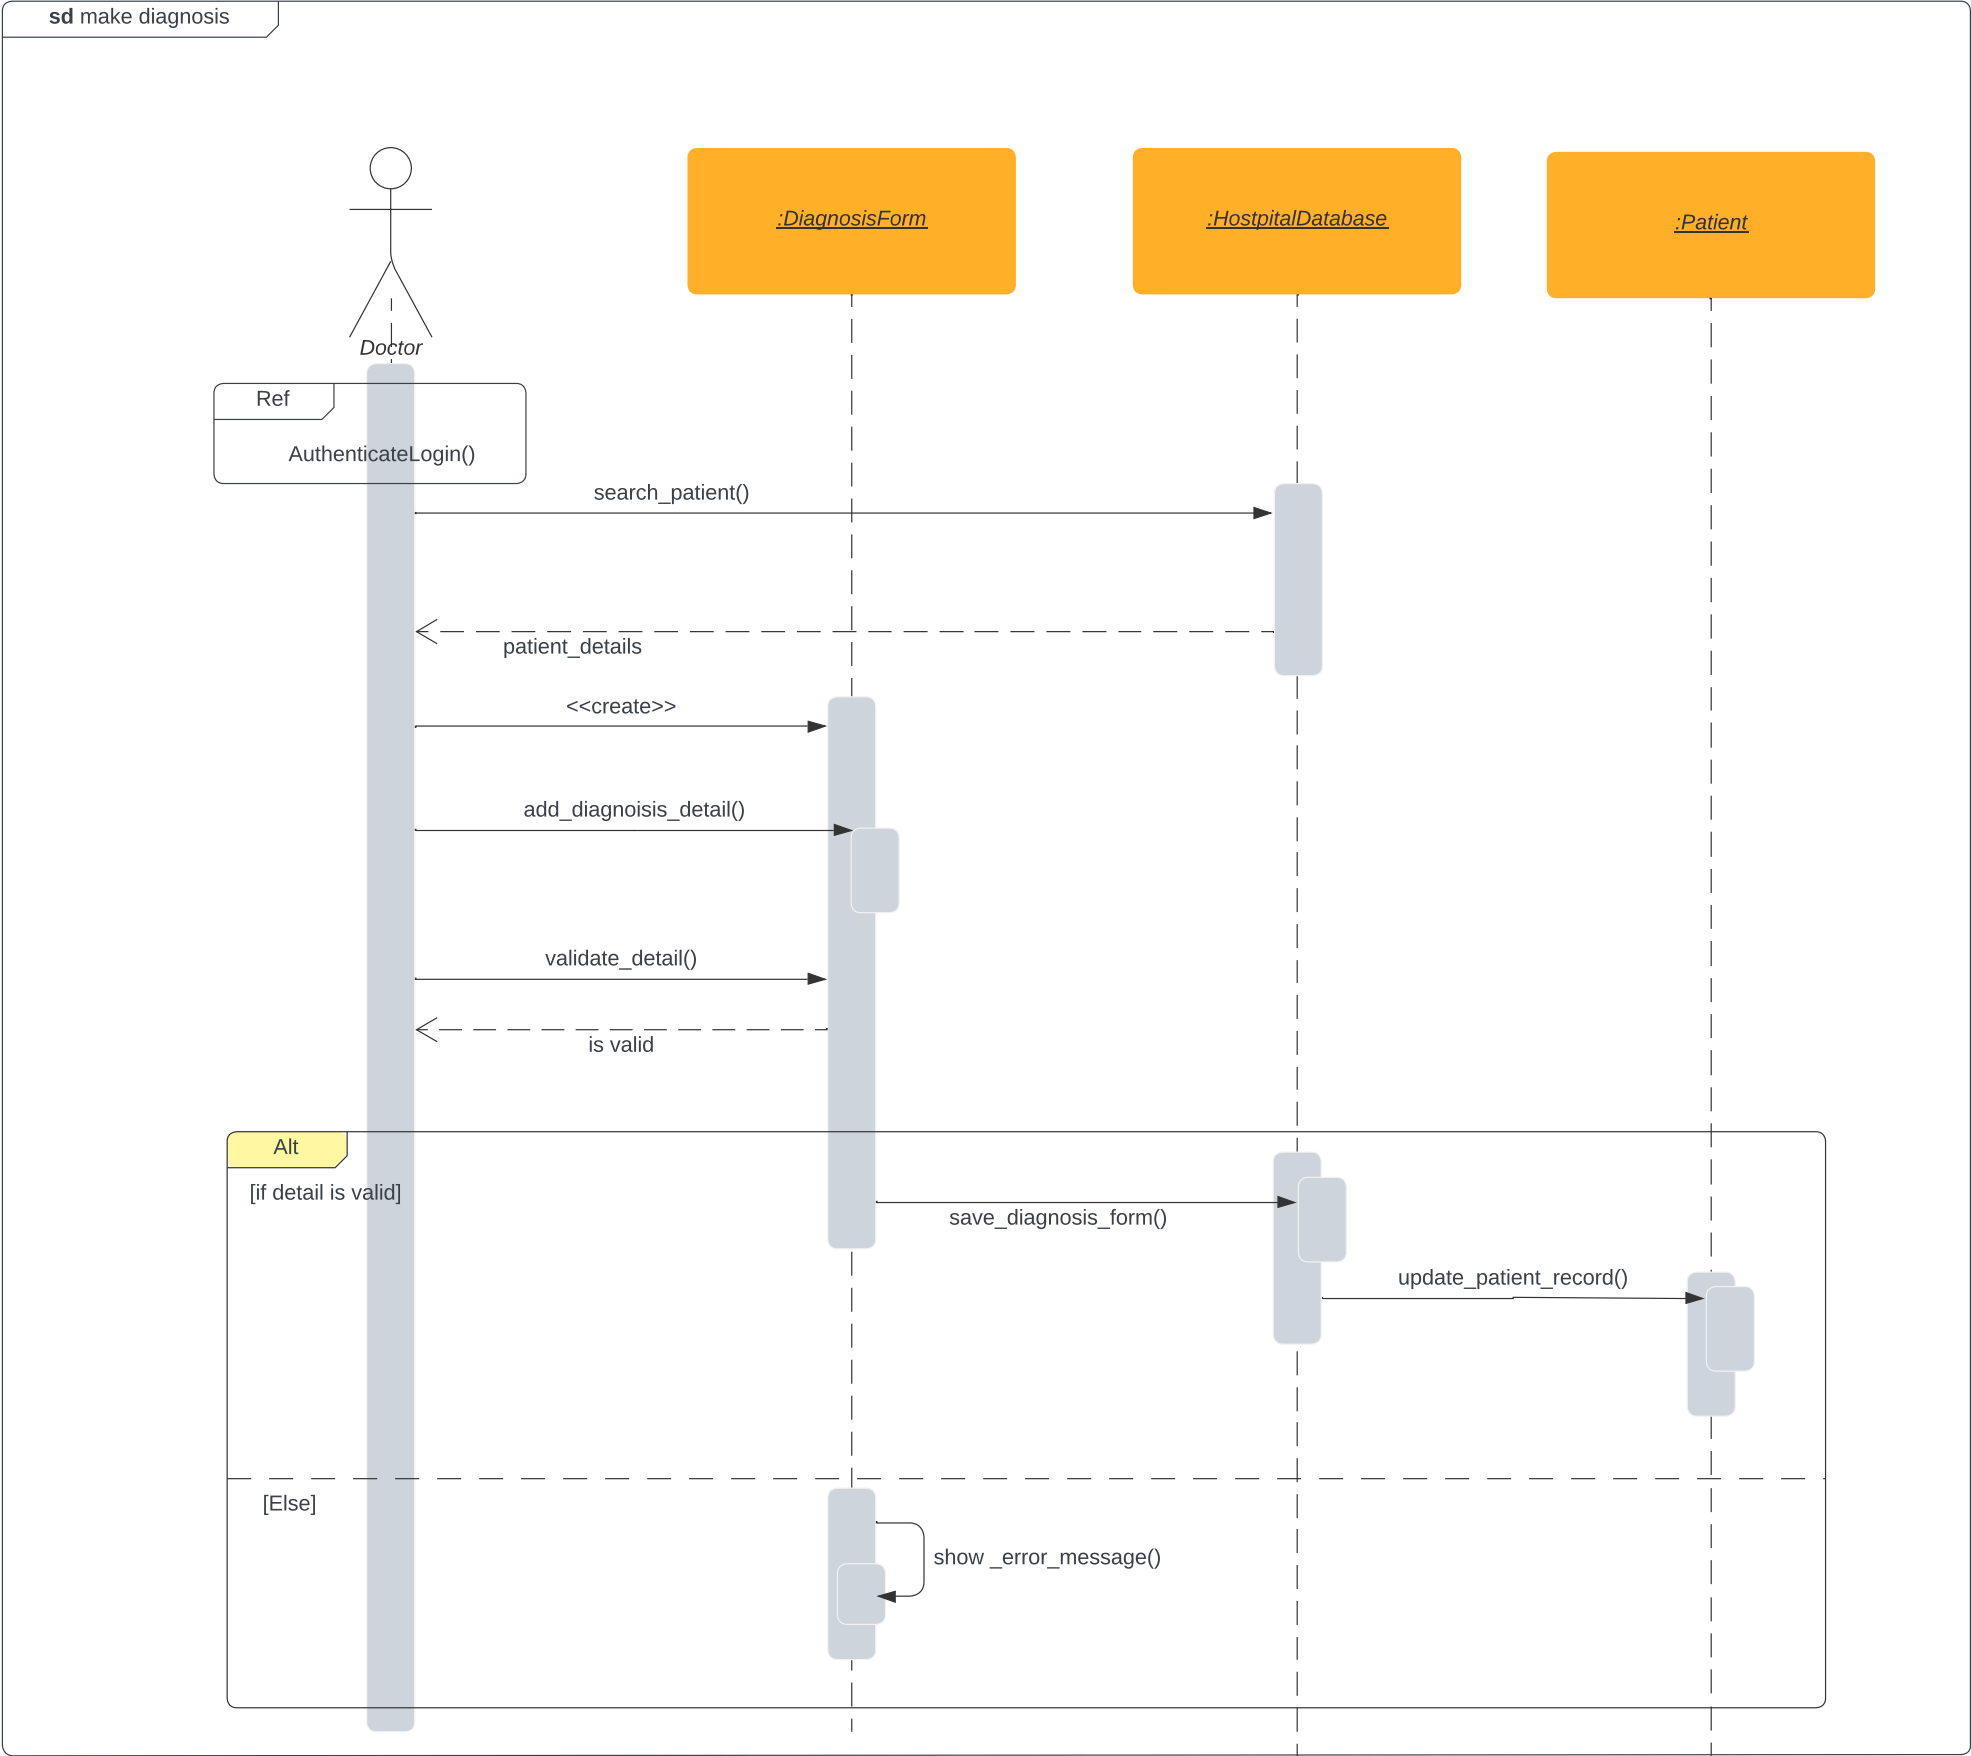 sd make diagnosis
:DiagnosisForm
:HostpitalDatabase
:Patient
Doctor
Ref
AuthenticateLogin()
search_patient()
patient_details
<<create>>
add_diagnoisis_detail()
validate_detail()
is valid
Alt
[if detail is valid]
save_diagnosis_form()
update_patient_record()
[Else]
show _error_message()